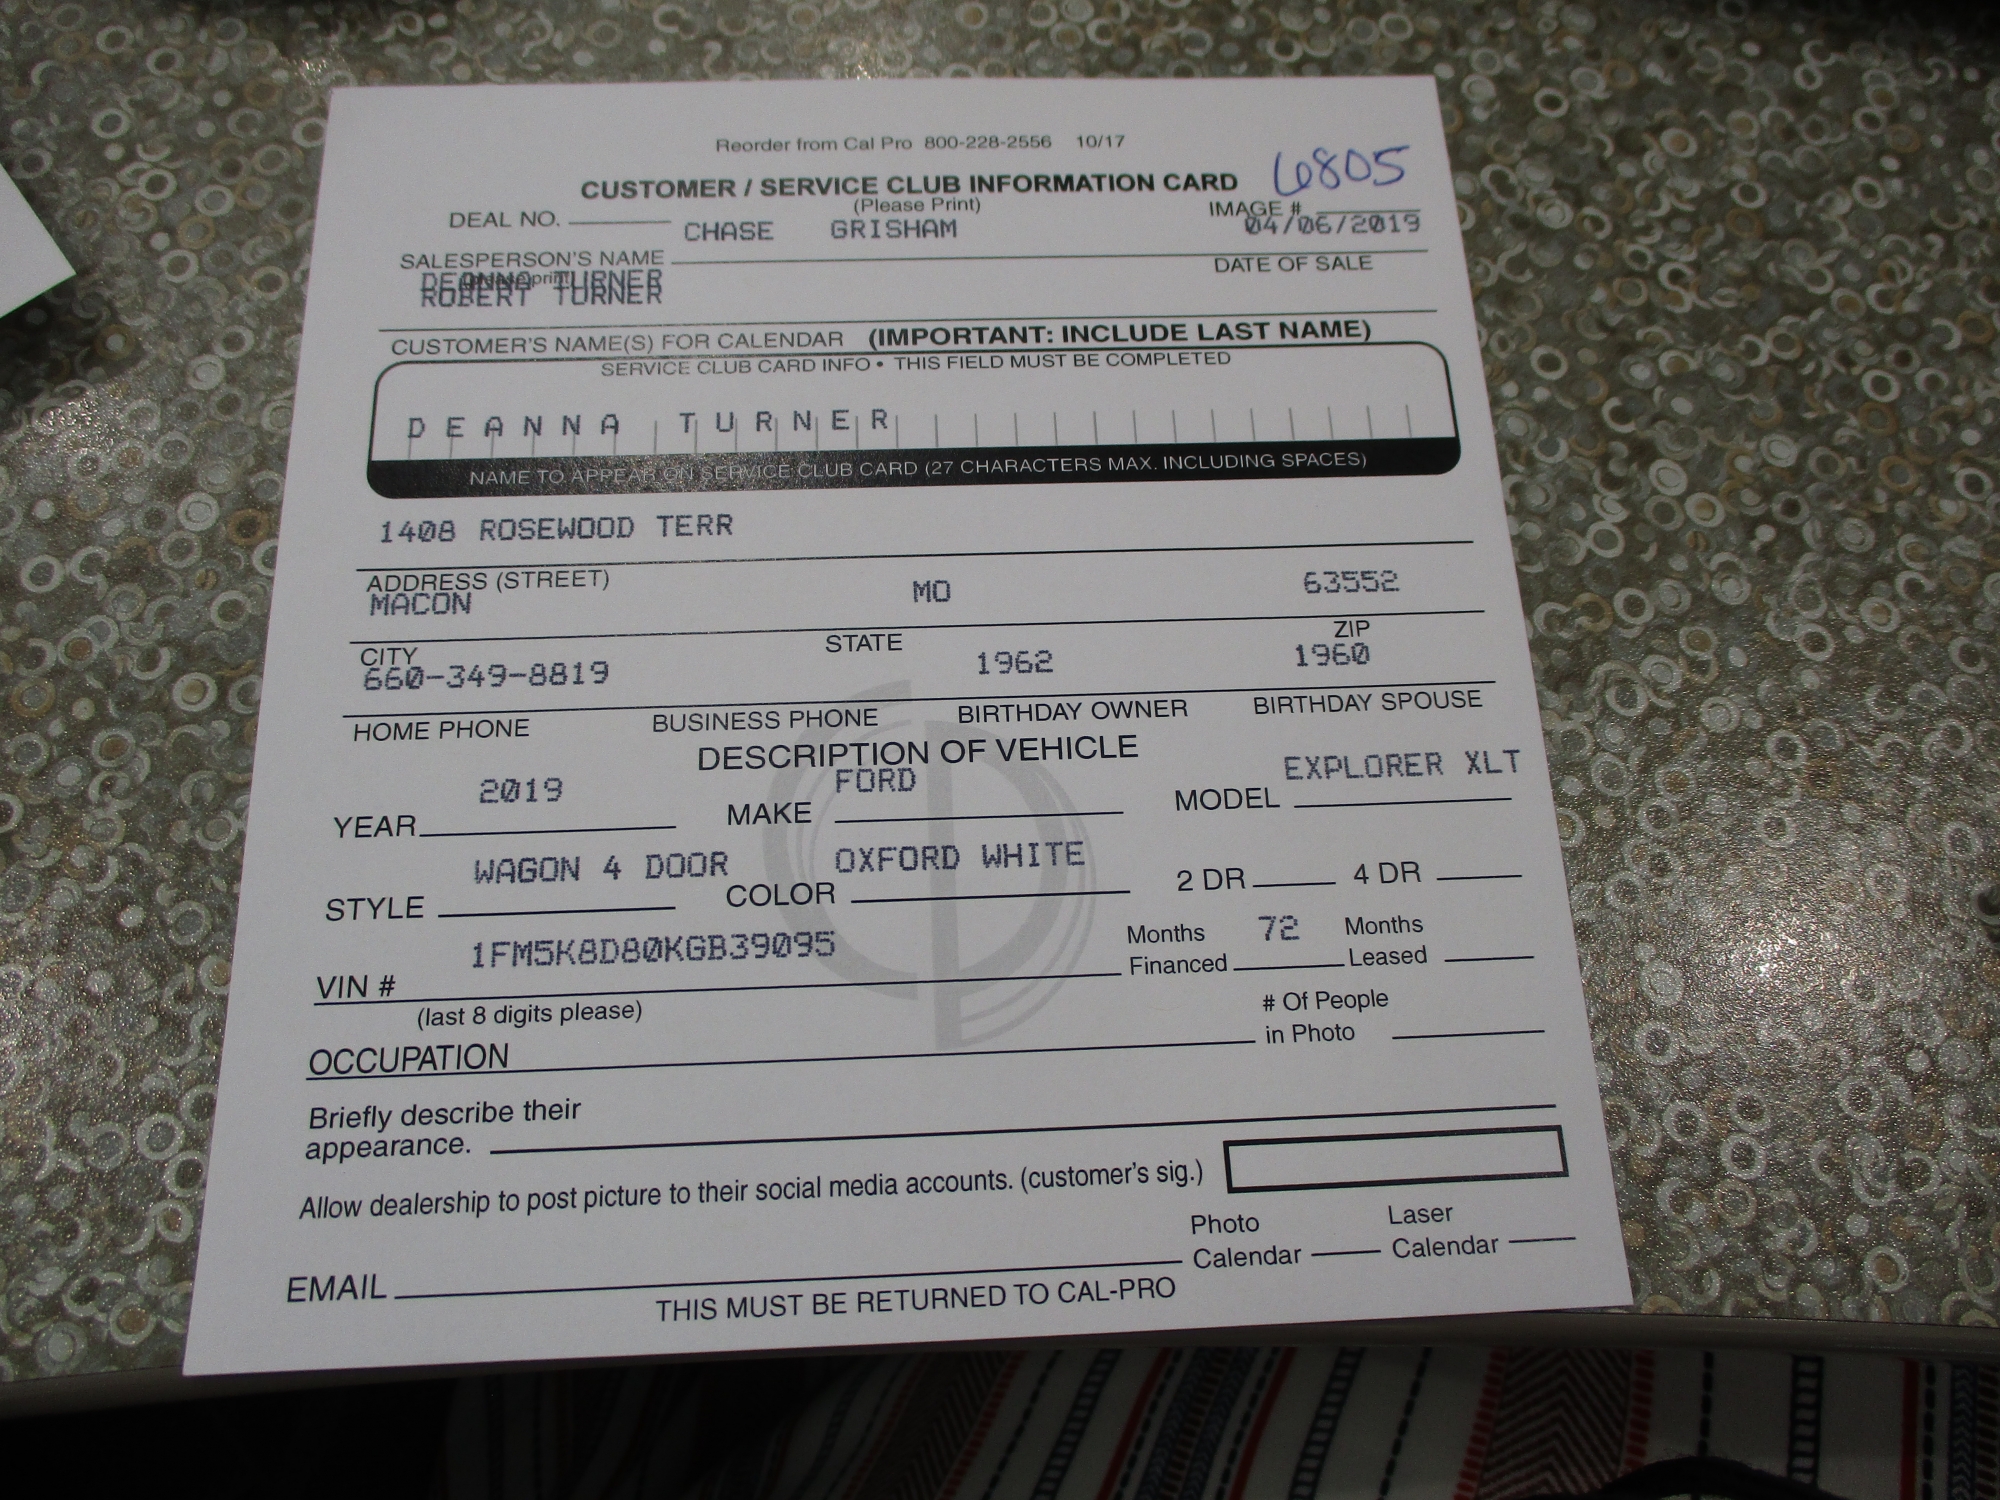 Reorder from Cal Pro 800-228-2556 10/17
CUSTOMER / SERVICE CLUB INFORMATION CARD 6805
(Please Print)
DEAL NO. IMAGE #
CHASE GRISHAM 04/06/2019
SALESPERSON'S NAME DATE OF SALE
(please print)
DEANNA TURNER
ROBERT TURNER
CUSTOMER'S NAME(S) FOR CALENDAR (IMPORTANT: INCLUDE LAST NAME)
SERVICE CLUB CARD INFO • THIS FIELD MUST BE COMPLETED
DEANNA TURNER
NAME TO APPEAR ON SERVICE CLUB CARD (27 CHARACTERS MAX. INCLUDING SPACES)
1408 ROSEWOOD TERR
ADDRESS (STREET)
MACON MO 63552
CITY STATE ZIP
660-349-8819 1962 1960
HOME PHONE BUSINESS PHONE BIRTHDAY OWNER BIRTHDAY SPOUSE
DESCRIPTION OF VEHICLE
2019 FORD EXPLORER XLT
YEAR MAKE MODEL
WAGON 4 DOOR OXFORD WHITE
STYLE COLOR 2 DR 4 DR
1FM5K8D80KGB39095 Months 72 Months
VIN # Financed Leased
(last 8 digits please) # Of People
OCCUPATION in Photo
Briefly describe their
appearance.
Allow dealership to post picture to their social media accounts. (customer's sig.)
Photo Laser
EMAIL Calendar Calendar
THIS MUST BE RETURNED TO CAL-PRO